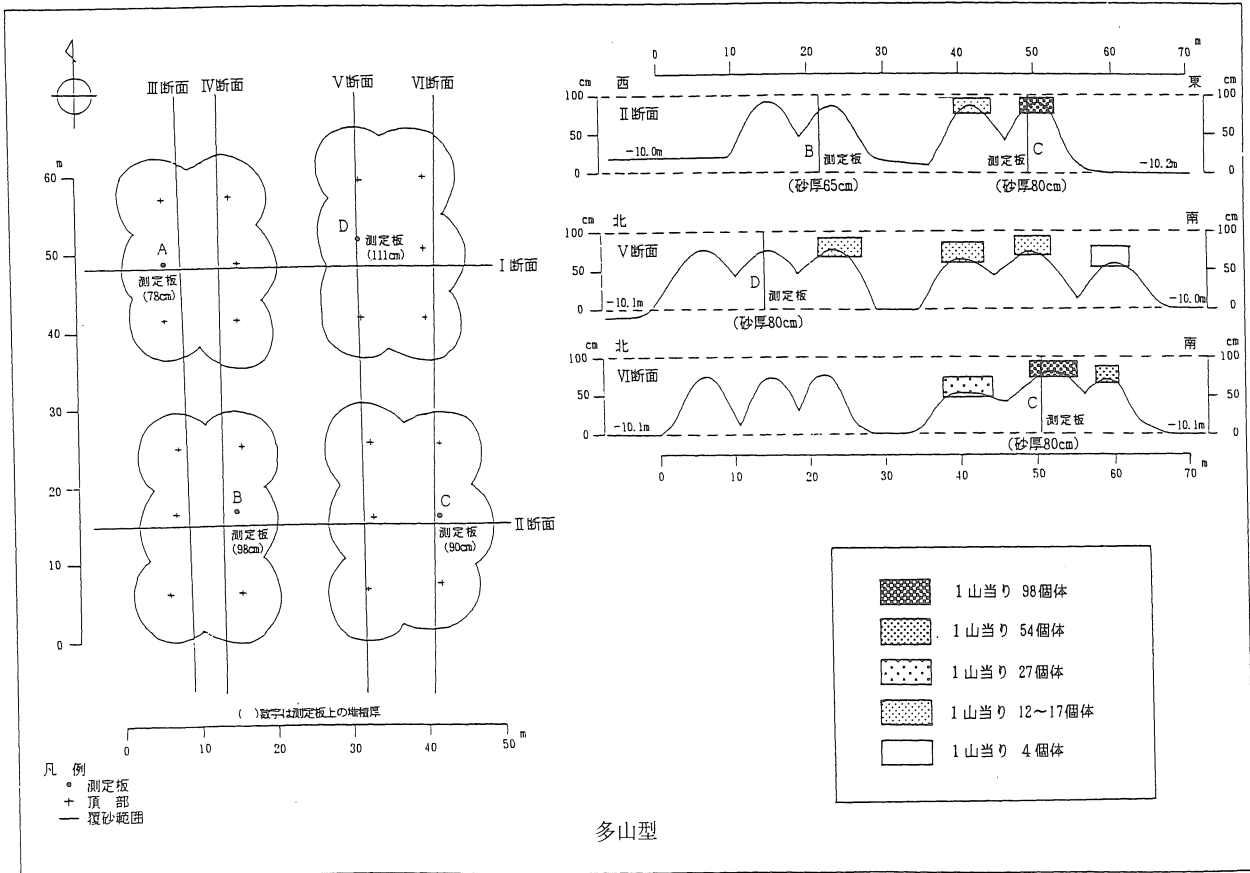 Ⅲ断面 Ⅳ断面 Ⅴ断面 Ⅵ断面
m
60
50
40
30
20
10
0
A
測定板
(78cm)
D
測定板
(111cm)
Ⅰ断面
B
測定板
(98cm)
C
測定板
(90cm)
Ⅱ断面
( )数字は測定板上の堆積厚
0 10 20 30 40 50 m
凡 例
測定板
頂 部
覆砂範囲
0 10 20 30 40 50 60 70 m
cm 西 東 cm
100 100
50 50
0 0
Ⅱ断面
-10.0m
B
測定板
(砂厚65cm)
C
測定板
(砂厚80cm)
-10.2m
cm 北 南 cm
100 100
50 50
0 0
Ⅴ断面
-10.1m
D
測定板
(砂厚80cm)
-10.0m
cm 北 南 cm
100 100
50 50
0 0
Ⅵ断面
-10.1m
C
測定板
(砂厚80cm)
-10.1m
0 10 20 30 40 50 60 70 m
1山当り 98個体
1山当り 54個体
1山当り 27個体
1山当り 12~17個体
1山当り 4個体
多山型